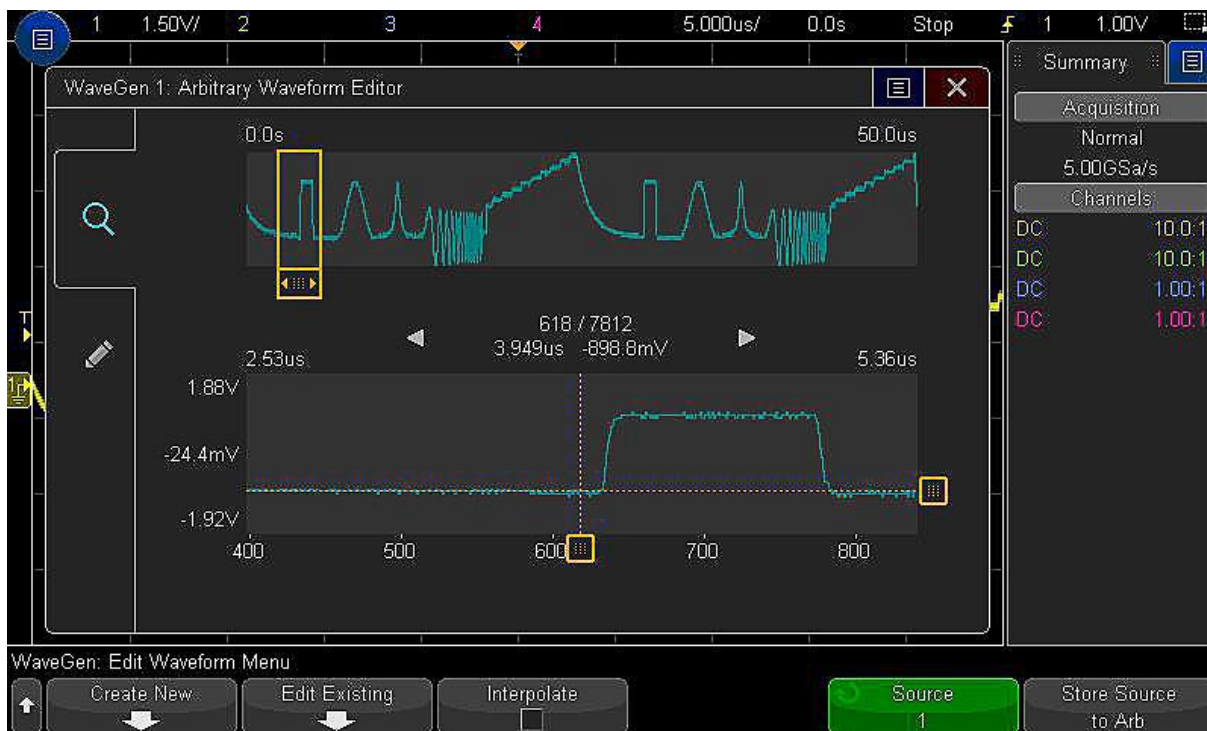 1 1.50V/ 2 3 4 5.000us/ 0.0s Stop 1 1.00V
Summary
WaveGen 1: Arbitrary Waveform Editor
Acquisition
Normal
5.00GSa/s
Channels
DC 10.0:1
DC 10.0:1
DC 1.00:1
DC 1.00:1
0.0s 50.0us
618 / 7812
3.949us -898.8mV
2.53us 5.36us
1.88V
-24.4mV
-1.92V
400 500 600 700 800
T
1
WaveGen: Edit Waveform Menu
Create New Edit Existing Interpolate Source Store Source
1 to Arb